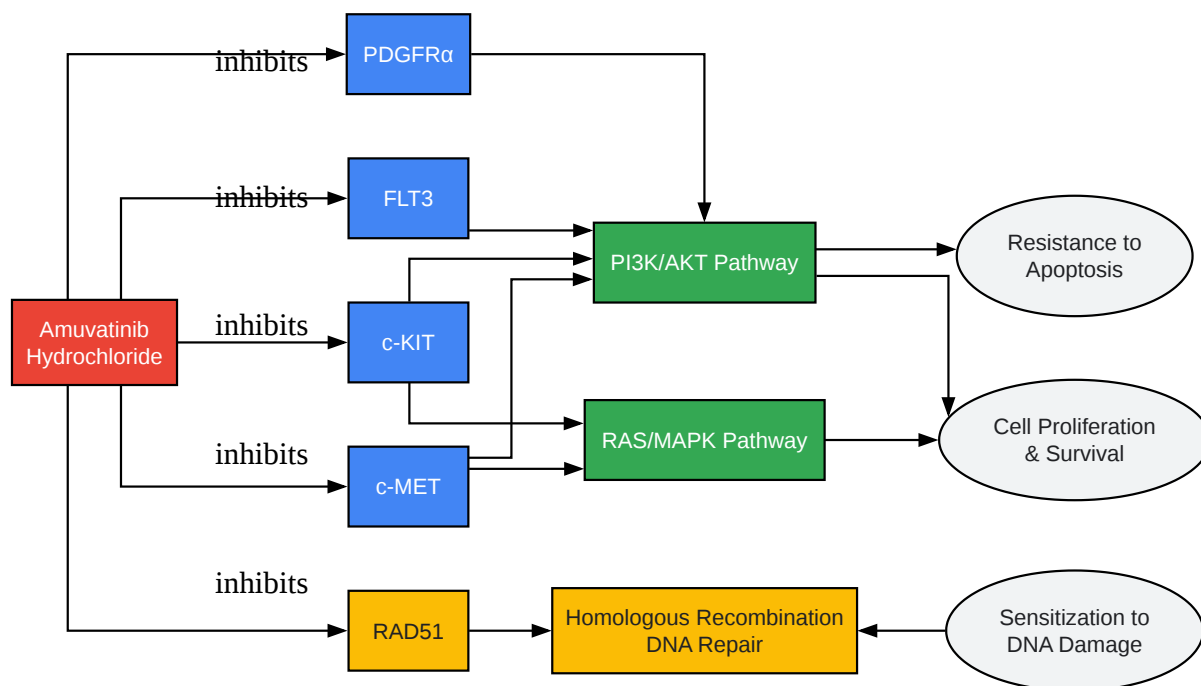 inhibits
PDGFRα
inhibits
FLT3
Resistance to
Apoptosis
PI3K/AKT Pathway
Amuvatinib
Hydrochloride
inhibits
c-KIT
RAS/MAPK Pathway
Cell Proliferation
& Survival
inhibits
c-MET
inhibits
RAD51
Homologous Recombination
DNA Repair
Sensitization to
DNA Damage